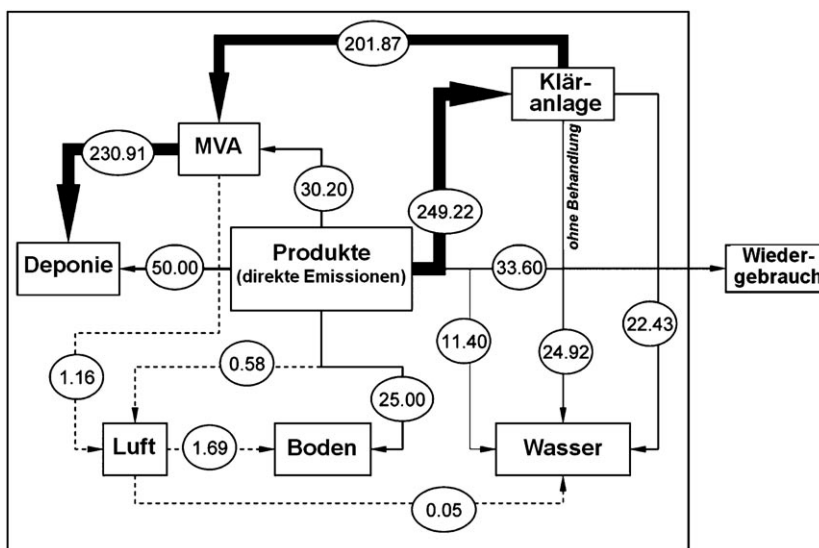 201.87
Klär-
anlage
230.91
MVA
30.20
249.22
ohne Behandlung
Produkte
(direkte Emissionen)
Deponie
50.00
33.60
Wieder-
gebrauch
11.40
24.92
22.43
1.16
0.58
25.00
Luft
1.69
Boden
Wasser
0.05